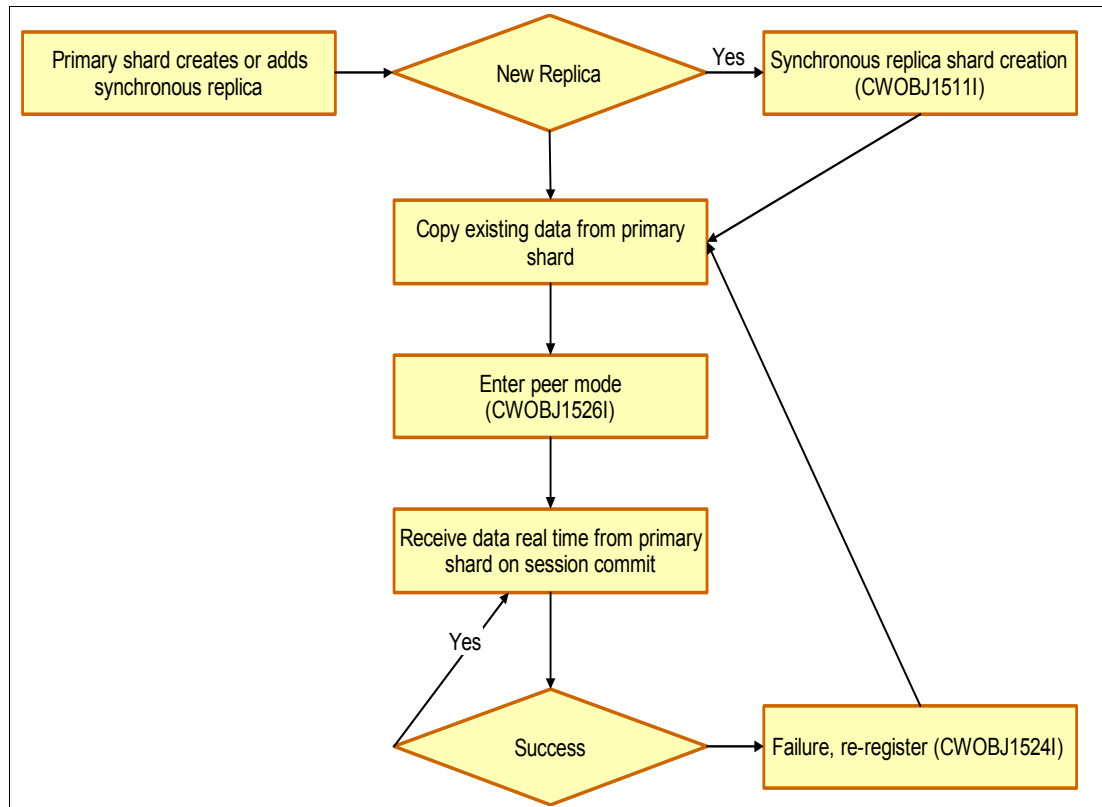 Primary shard creates or adds
synchronous replica
New Replica
Yes
Synchronous replica shard creation
(CWOBJ1511I)
Copy existing data from primary
shard
Enter peer mode
(CWOBJ1526I)
Receive data real time from primary
shard on session commit
Yes
Success
Failure, re-register (CWOBJ1524I)